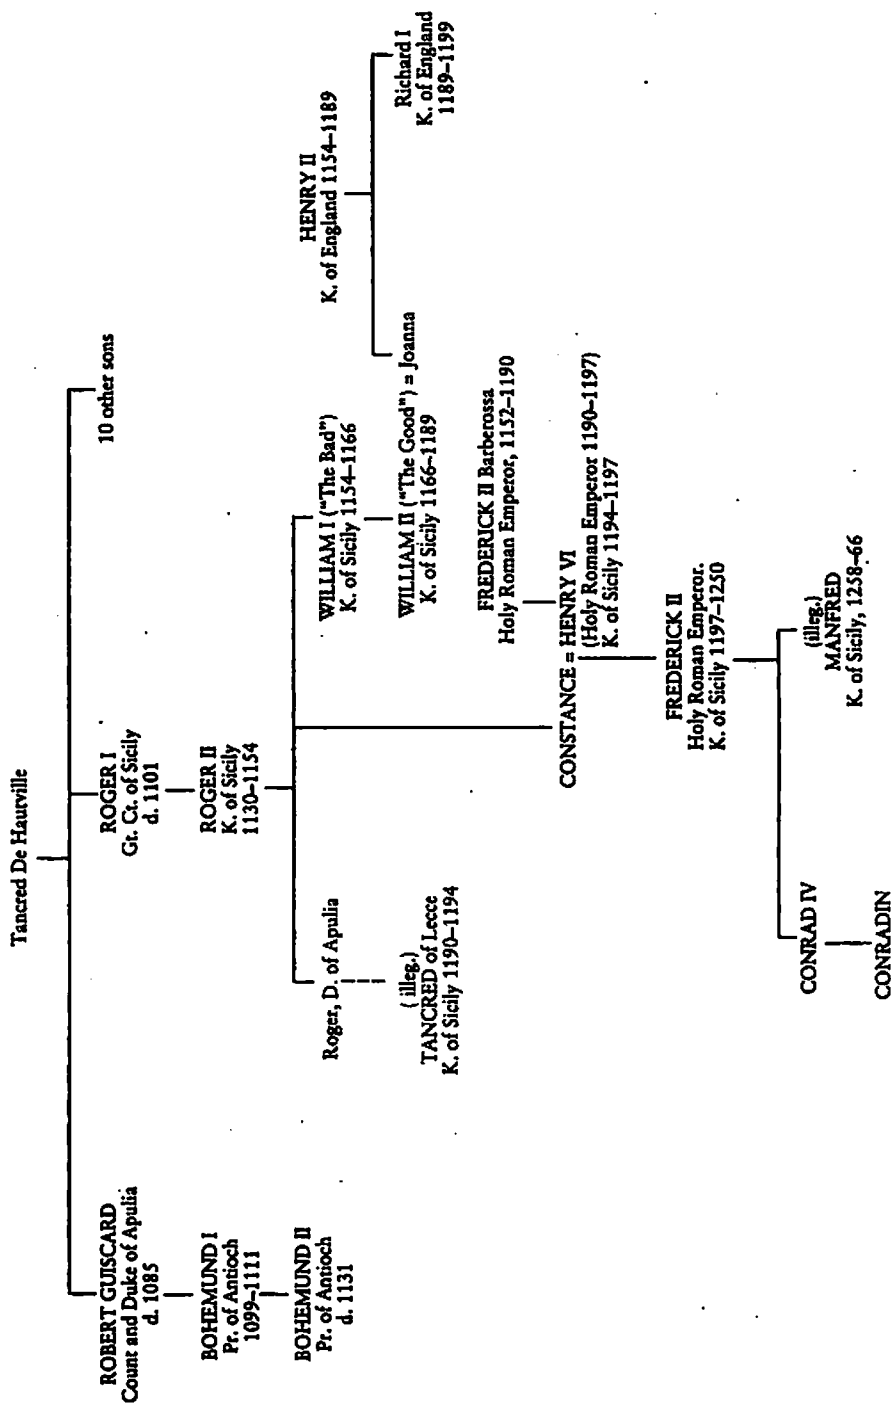 Tancred De Hautville
ROBERT GUISCARD
Count and Duke of Apulia
d. 1085
ROGER I
Gt. Ct. of Sicily
d. 1101
10 other sons
BOHEMUND I
Pr. of Antioch
1099–1111
ROGER II
K. of Sicily
1130–1154
BOHEMUND II
Pr. of Antioch
d. 1131
HENRY II
K. of England 1154–1189
Roger, D. of Apulia
WILLIAM I ("The Bad")
K. of Sicily 1154–1166
( illeg.)
TANCRED of Lecce
K. of Sicily 1190–1194
WILLIAM II ("The Good") = Joanna
K. of Sicily 1166–1189
Richard I
K. of England
1189–1199
FREDERICK II Barberossa
Holy Roman Emperor, 1152–1190
CONSTANCE = HENRY VI
(Holy Roman Emperor 1190–1197)
K. of Sicily 1194–1197
FREDERICK II
Holy Roman Emperor.
K. of Sicily 1197–1250
CONRAD IV
(illeg.)
MANFRED
K. of Sicily, 1258–66
CONRADIN